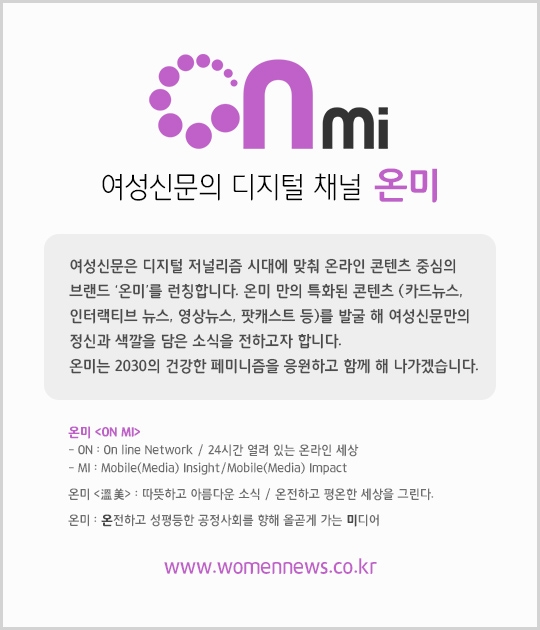 on mi
여성신문의 디지털 채널 온미
여성신문은 디지털 저널리즘 시대에 맞춰 온라인 콘텐츠 중심의
브랜드 '온미'를 런칭합니다. 온미 만의 특화된 콘텐츠 (카드뉴스,
인터랙티브 뉴스, 영상뉴스, 팟캐스트 등)를 발굴 해 여성신문만의
정신과 색깔을 담은 소식을 전하고자 합니다.
온미는 2030의 건강한 페미니즘을 응원하고 함께 해 나가겠습니다.
온미 <ON MI>
- ON : On line Network / 24시간 열려 있는 온라인 세상
- MI : Mobile(Media) Insight/Mobile(Media) Impact
온미 <溫美> : 따뜻하고 아름다운 소식 / 온전하고 평온한 세상을 그린다.
온미 : 온전하고 성평등한 공정사회를 향해 올곧게 가는 미디어
www.womennews.co.kr